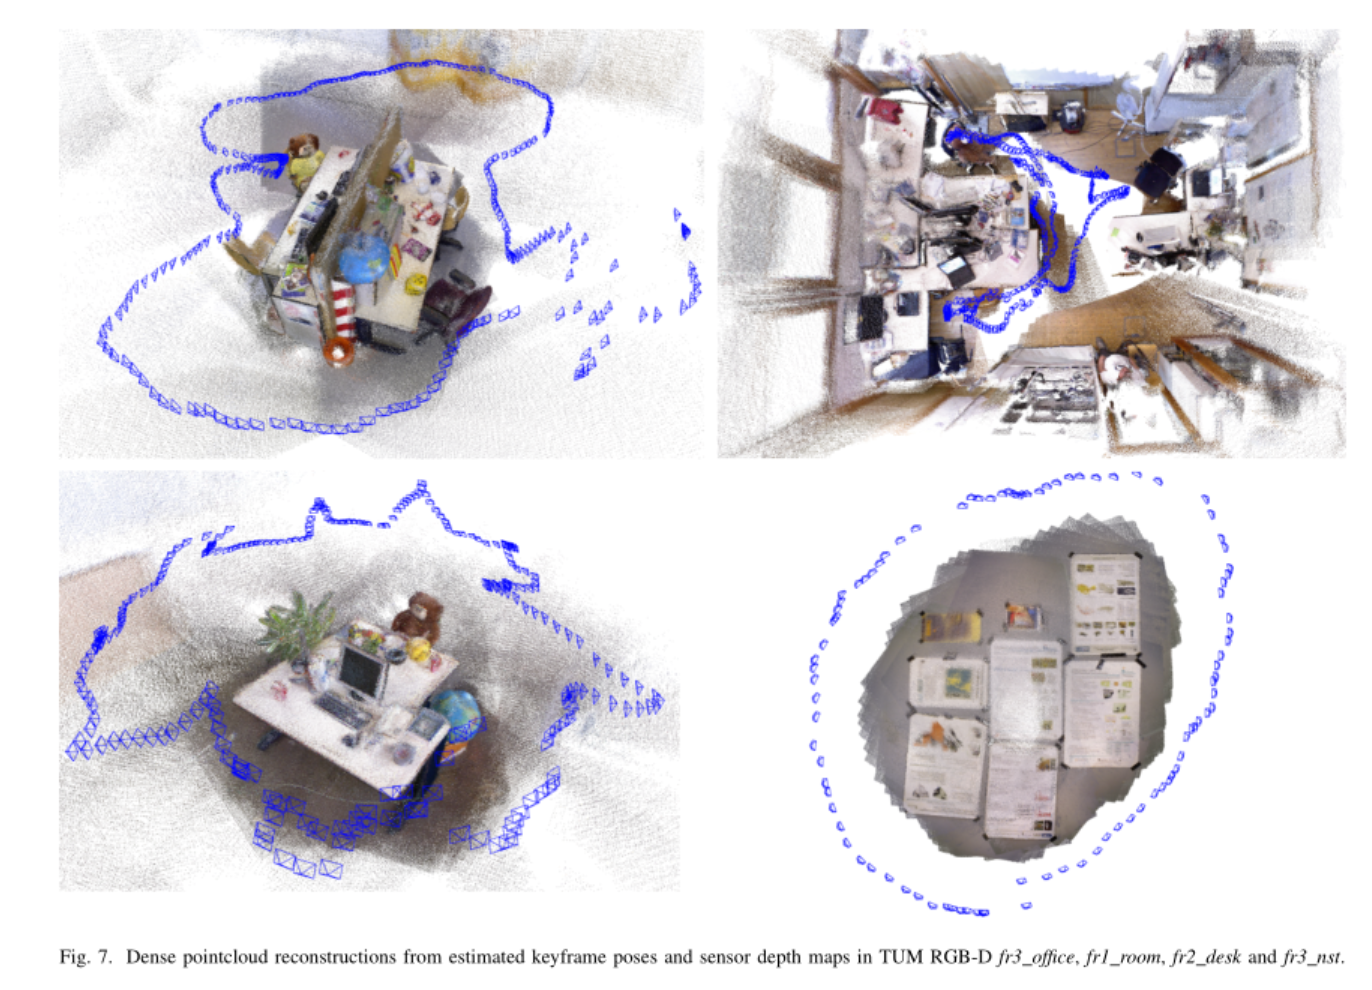 Fig. 7. Dense pointcloud reconstructions from estimated keyframe poses and sensor depth maps in TUM RGB-D fr3_office, fr1_room, fr2_desk and fr3_nst.